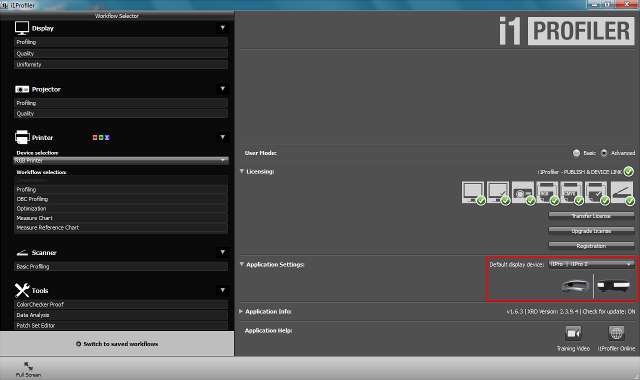 i1Profiler
Workflow Selector
Display
Profiling
Quality
Uniformity
Projector
Profiling
Quality
Printer
Device selection:
RGB Printer
Workflow selection:
Profiling
OBC Profiling
Optimization
Measure Chart
Measure Reference Chart
Scanner
Basic Profiling
Tools
ColorChecker Proof
Data Analysis
Patch Set Editor
Switch to saved workflows
Full Screen
i1 PROFILER
User Mode:
Basic
Advanced
Licensing:
i1Profiler - PUBLISH & DEVICE LINK
Transfer License
Upgrade License
Registration
Application Settings:
Default display device:
i1Pro | i1Pro 2
Application Info:
v1.6.3 | XRD Version: 2.3.9.4 | Check for update: ON
Application Help:
Training Video
i1Profiler Online